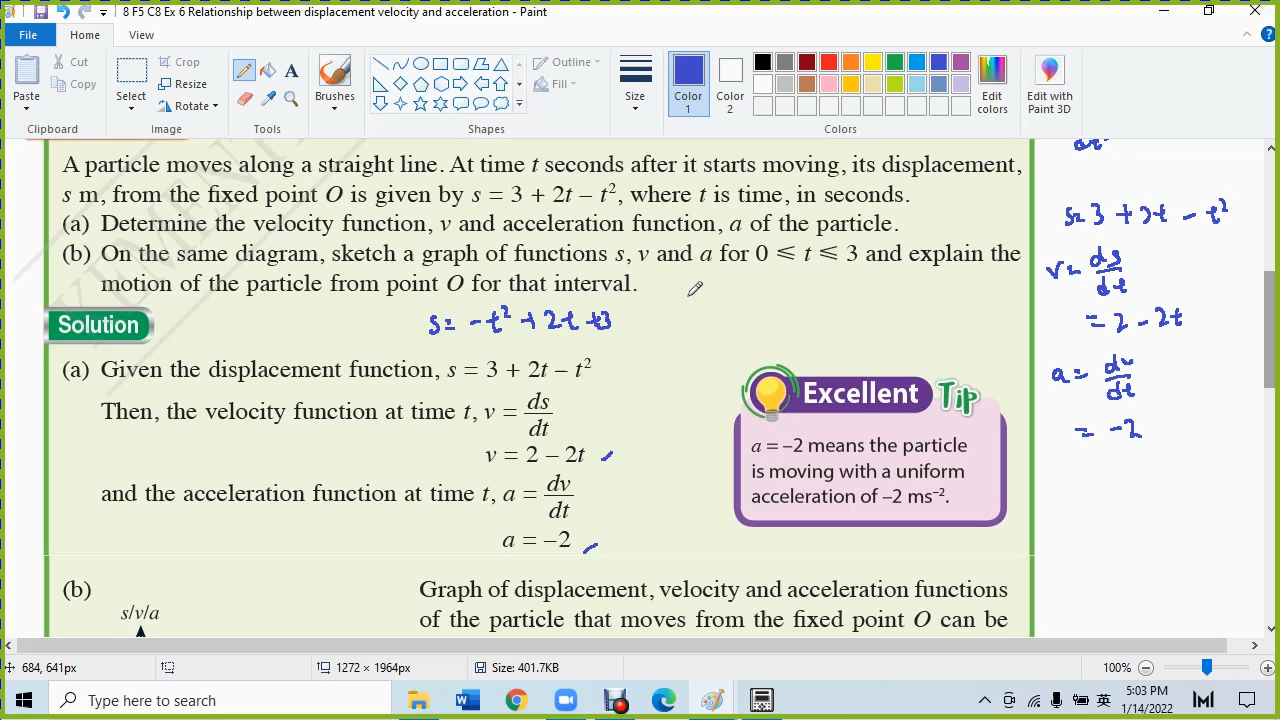 8 F5 C8 Ex 6 Relationship between displacement velocity and acceleration - Paint
File Home View
Paste Cut Copy
Clipboard
Select Crop Resize Rotate
Image
A
Tools
Brushes
Outline Fill
Shapes
Size
Color 1 Color 2
Edit colors
Colors
Edit with Paint 3D
A particle moves along a straight line. At time t seconds after it starts moving, its displacement,
s m, from the fixed point O is given by s = 3 + 2t – t², where t is time, in seconds.
(a) Determine the velocity function, v and acceleration function, a of the particle.
(b) On the same diagram, sketch a graph of functions s, v and a for 0 ⩽ t ⩽ 3 and explain the
motion of the particle from point O for that interval.
s = -t² + 2t +3
Solution
(a) Given the displacement function, s = 3 + 2t – t²
Then, the velocity function at time t, v = ds/dt
v = 2 – 2t
and the acceleration function at time t, a = dv/dt
a = –2
Excellent Tip
a = –2 means the particle
is moving with a uniform
acceleration of –2 ms⁻².
(b)
s/v/a
Graph of displacement, velocity and acceleration functions
of the particle that moves from the fixed point O can be
s=3 + 2t - t²
v= ds/dt
= 2 - 2t
a= dv/dt
= -2
684, 641px
1272 × 1964px
Size: 401.7KB
100%
Type here to search
英
5:03 PM
1/14/2022